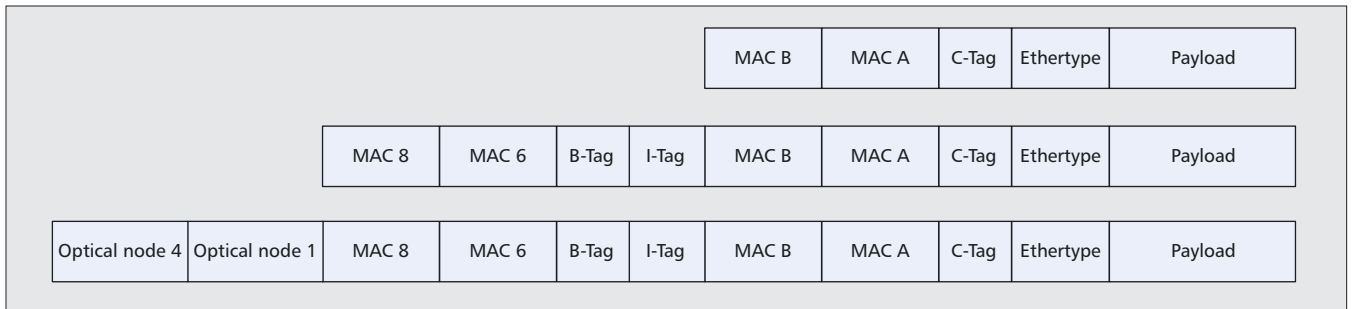 MAC B MAC A C-Tag Ethertype Payload
MAC 8 MAC 6 B-Tag I-Tag MAC B MAC A C-Tag Ethertype Payload
Optical node 4 Optical node 1 MAC 8 MAC 6 B-Tag I-Tag MAC B MAC A C-Tag Ethertype Payload